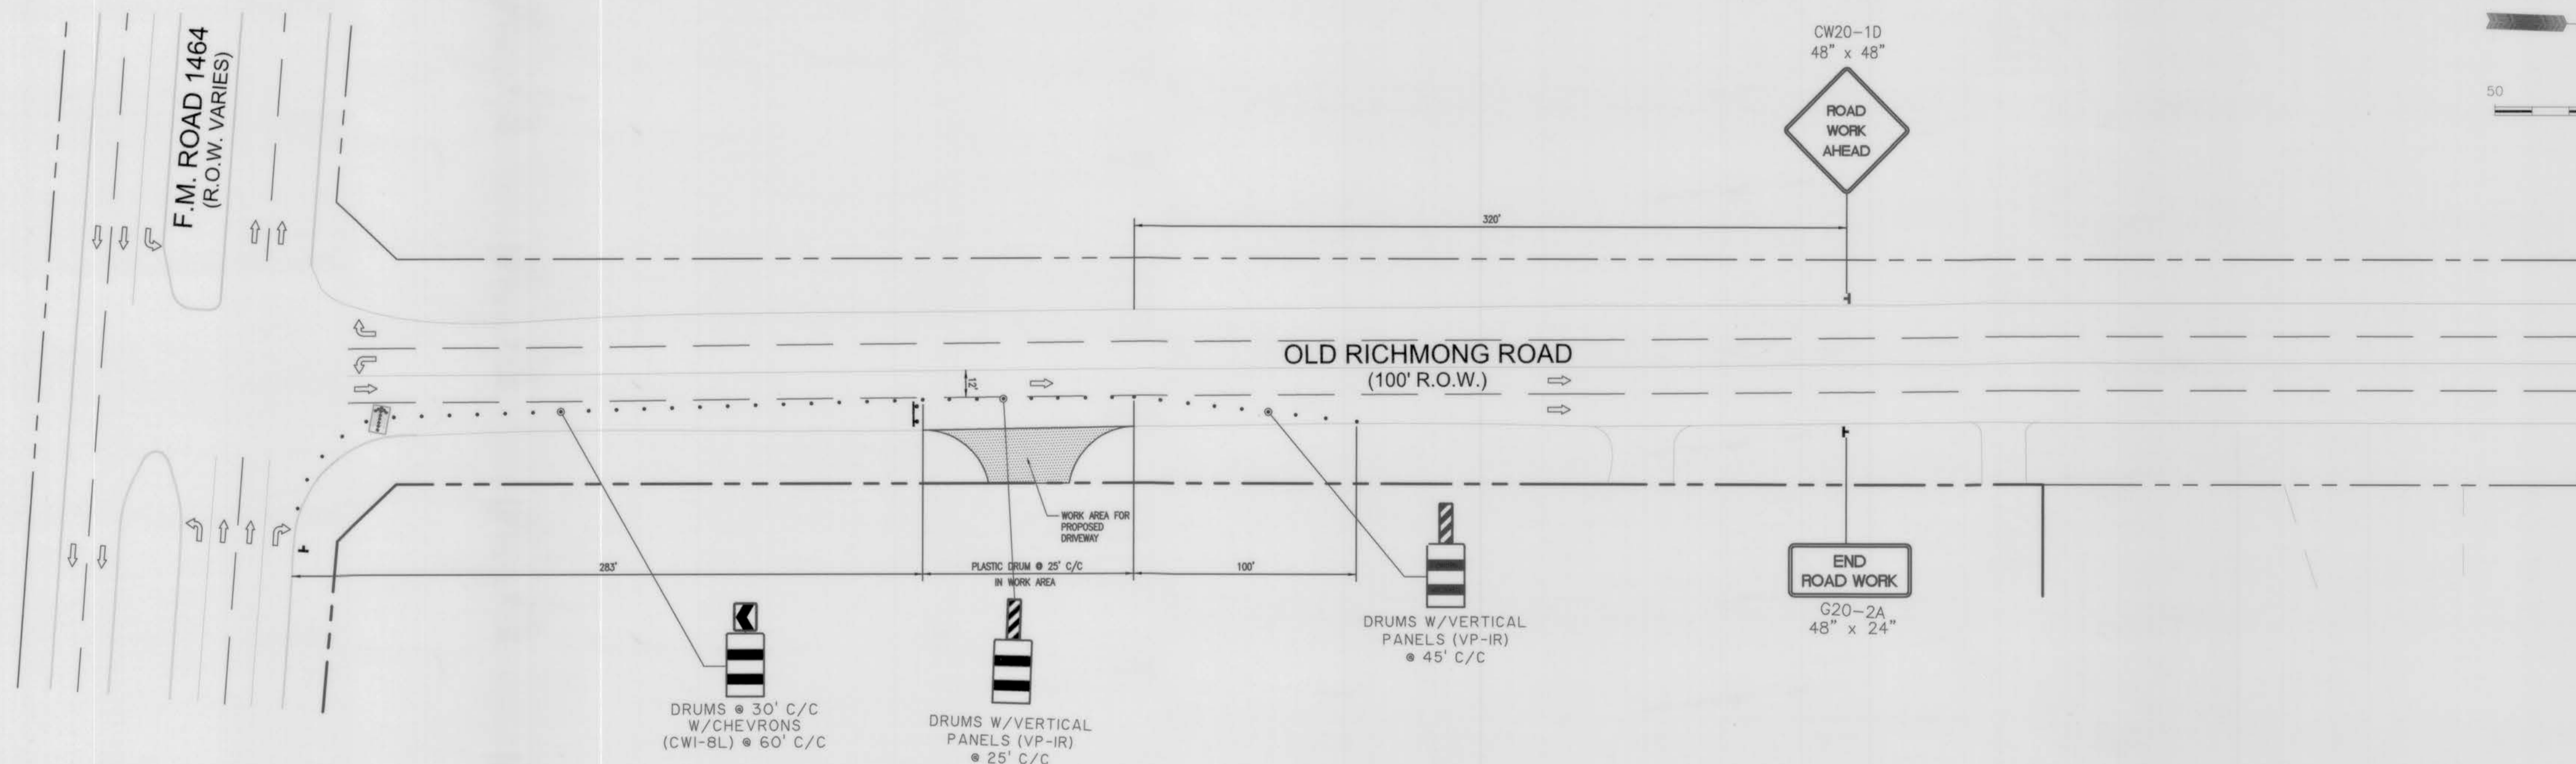 F.M. ROAD 1464
(R.O.W. VARIES)
CW20-1D
48" x 48"
ROAD
WORK
AHEAD
50
320'
OLD RICHMONG ROAD
(100' R.O.W.)
12'
WORK AREA FOR
PROPOSED
DRIVEWAY
283'
PLASTIC DRUM @ 25' C/C
IN WORK AREA
100'
END
ROAD WORK
G20-2A
48" x 24"
DRUMS W/VERTICAL
PANELS (VP-IR)
@ 45' C/C
DRUMS @ 30' C/C
W/CHEVRONS
(CWI-8L) @ 60' C/C
DRUMS W/VERTICAL
PANELS (VP-IR)
@ 25' C/C